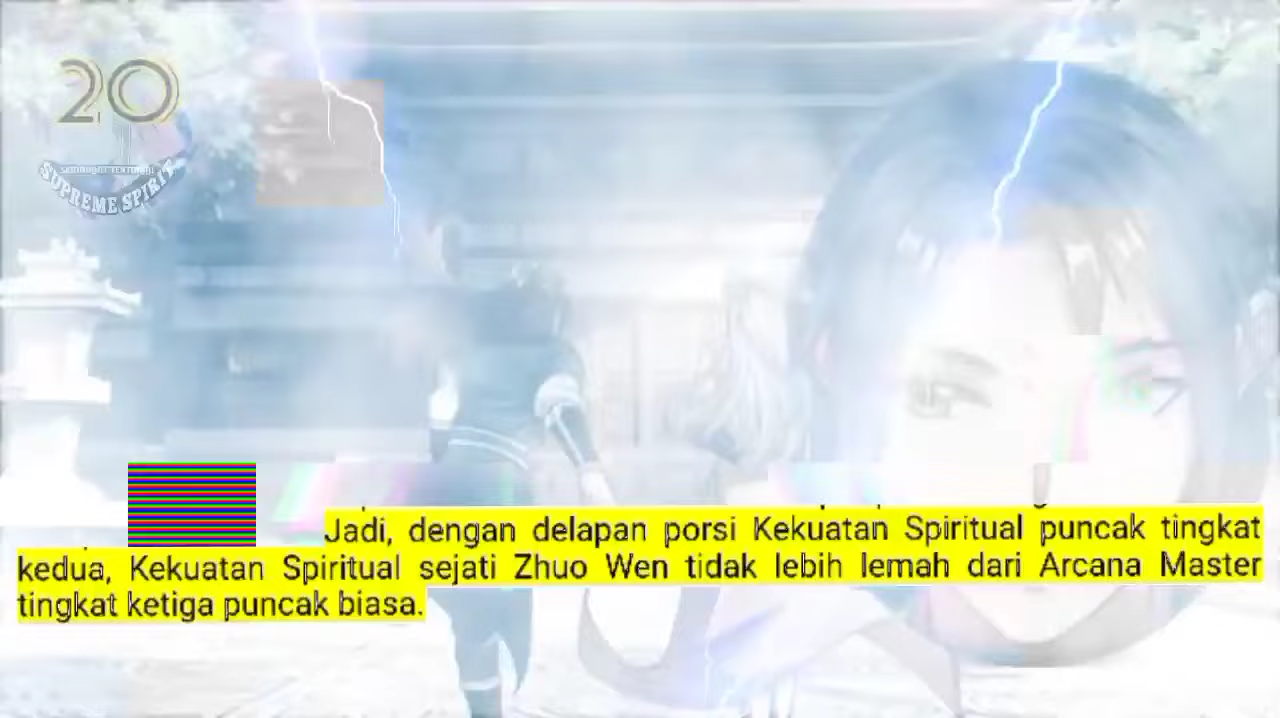 20
SUPREME SPIRIT
Jadi, dengan delapan porsi Kekuatan Spiritual puncak tingkat
kedua, Kekuatan Spiritual sejati Zhuo Wen tidak lebih lemah dari Arcana Master
tingkat ketiga puncak biasa.